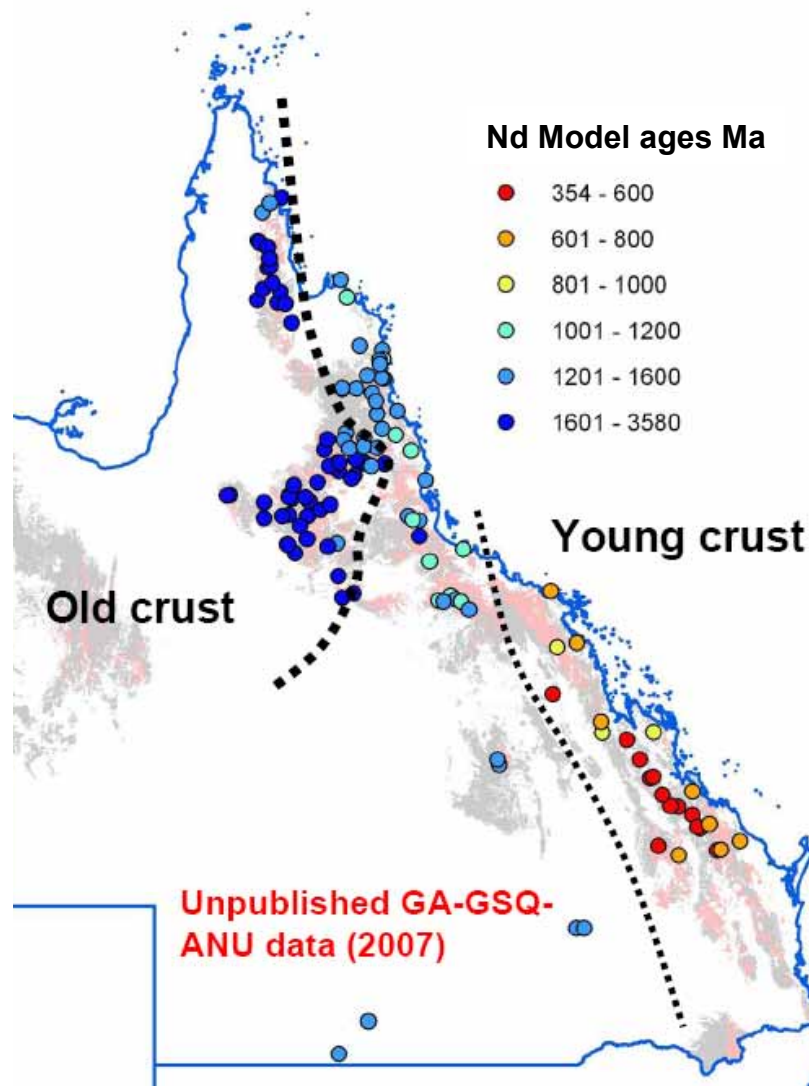 Nd Model ages Ma
354 - 600
601 - 800
801 - 1000
1001 - 1200
1201 - 1600
1601 - 3580
Young crust
Old crust
Unpublished GA-GSQ-
ANU data (2007)